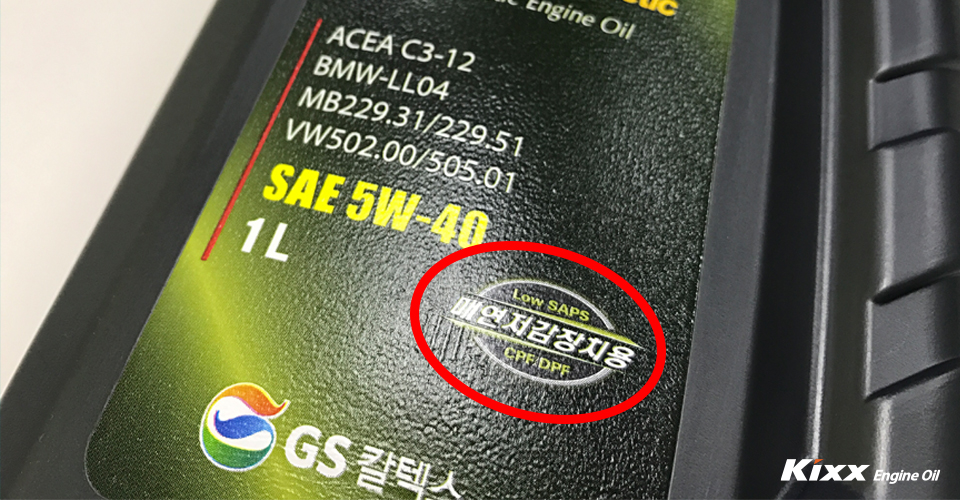 Engine Oil
ACEA C3-12
BMW-LL04
MB229.31/229.51
VW502.00/505.01
SAE 5W-40
1L
Low SAPS
매연저감장치용
CPF DPF
GS 칼텍스
Kixx Engine Oil